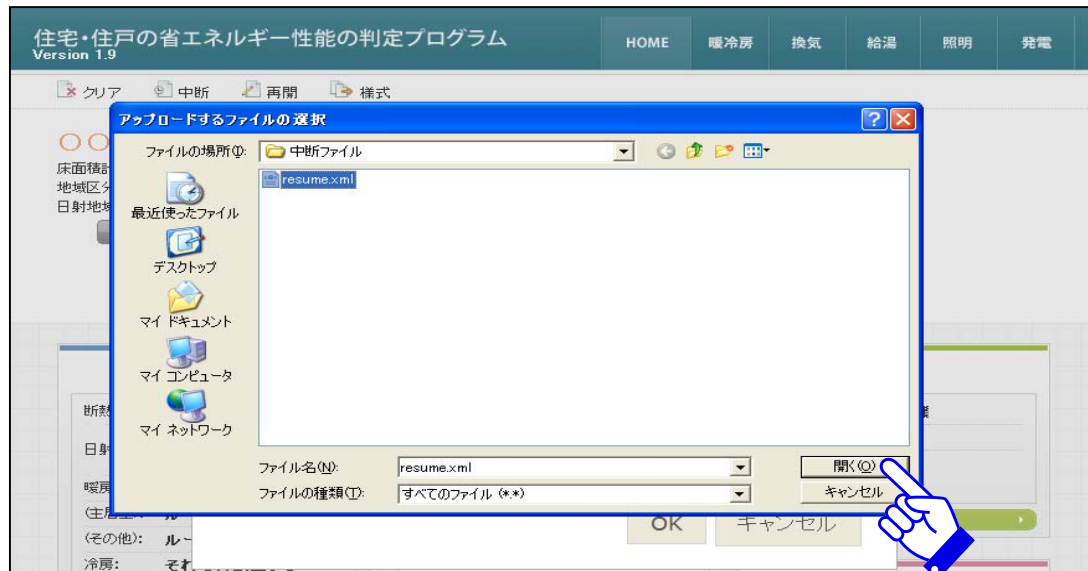 住宅・住戸の省エネルギー性能の判定プログラム
Version 1.9
HOME 暖冷房 換気 給湯 照明 発電
クリア 中断 再開 様式
アップロードするファイルの選択
○○
ファイルの場所(I): 中断ファイル
床面積
地域区
日射地
resume.xml
最近使ったファイル
デスクトップ
マイ ドキュメント
マイ コンピュータ
マイ ネットワーク
断熱
日射
ファイル名(N): resume.xml 開く(O)
暖房
ファイルの種類(T): すべてのファイル (*.*) キャンセル
(主居
OK キャンセル
(その他): ルー
冷房: それ